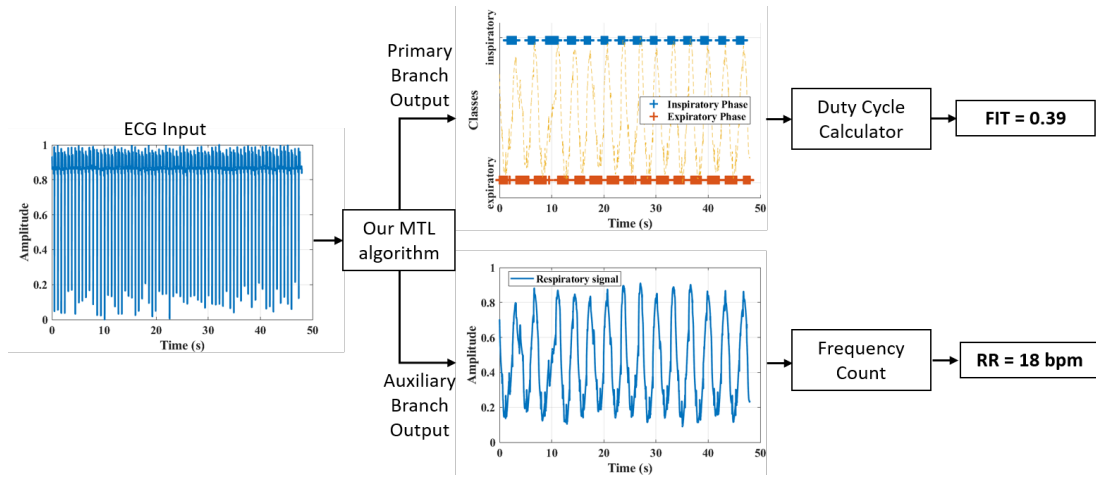 ECG Input
1
0.8
0.6
0.4
0.2
0
Amplitude
0 10 20 30 40 50
Time (s)
Our MTL
algorithm
Primary
Branch
Output
inspiratory
Classes
expiratory
Inspiratory Phase
Expiratory Phase
0 10 20 30 40 50
Time (s)
Duty Cycle
Calculator
FIT = 0.39
Auxiliary
Branch
Output
Respiratory signal
1
0.8
0.6
0.4
0.2
0
Amplitude
0 10 20 30 40 50
Time (s)
Frequency
Count
RR = 18 bpm